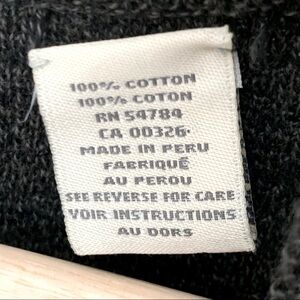 100% COTTON
100% COTON
RN 54784
CA 00326
MADE IN PERU
FABRIQUÉ
AU PEROU
SEE REVERSE FOR CARE
VOIR INSTRUCTIONS
AU DORS